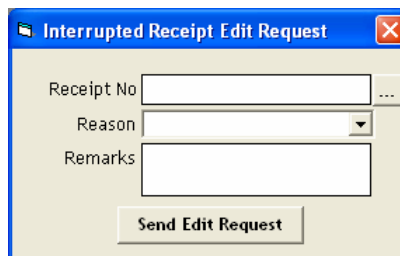 Interrupted Receipt Edit Request
Receipt No ...
Reason
Remarks
Send Edit Request